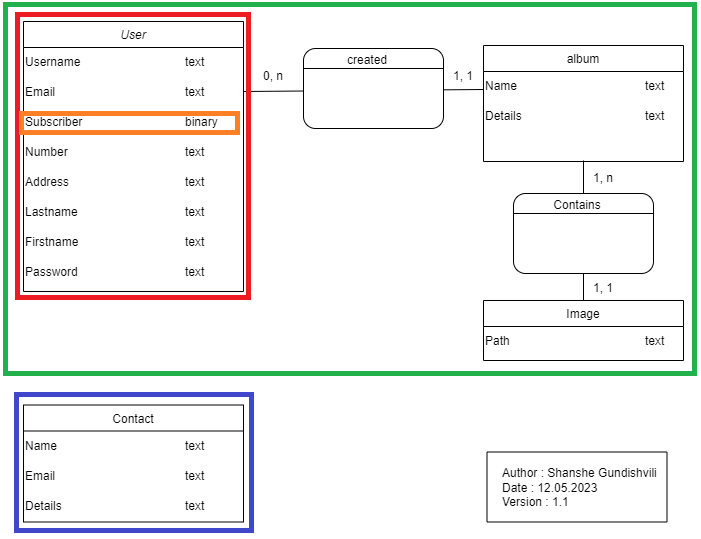 User
Username text
Email text
Subscriber binary
Number text
Address text
Lastname text
Firstname text
Password text
0, n
created
1, 1
album
Name text
Details text
1, n
Contains
1, 1
Image
Path text
Contact
Name text
Email text
Details text
Author : Shanshe Gundishvili
Date : 12.05.2023
Version : 1.1